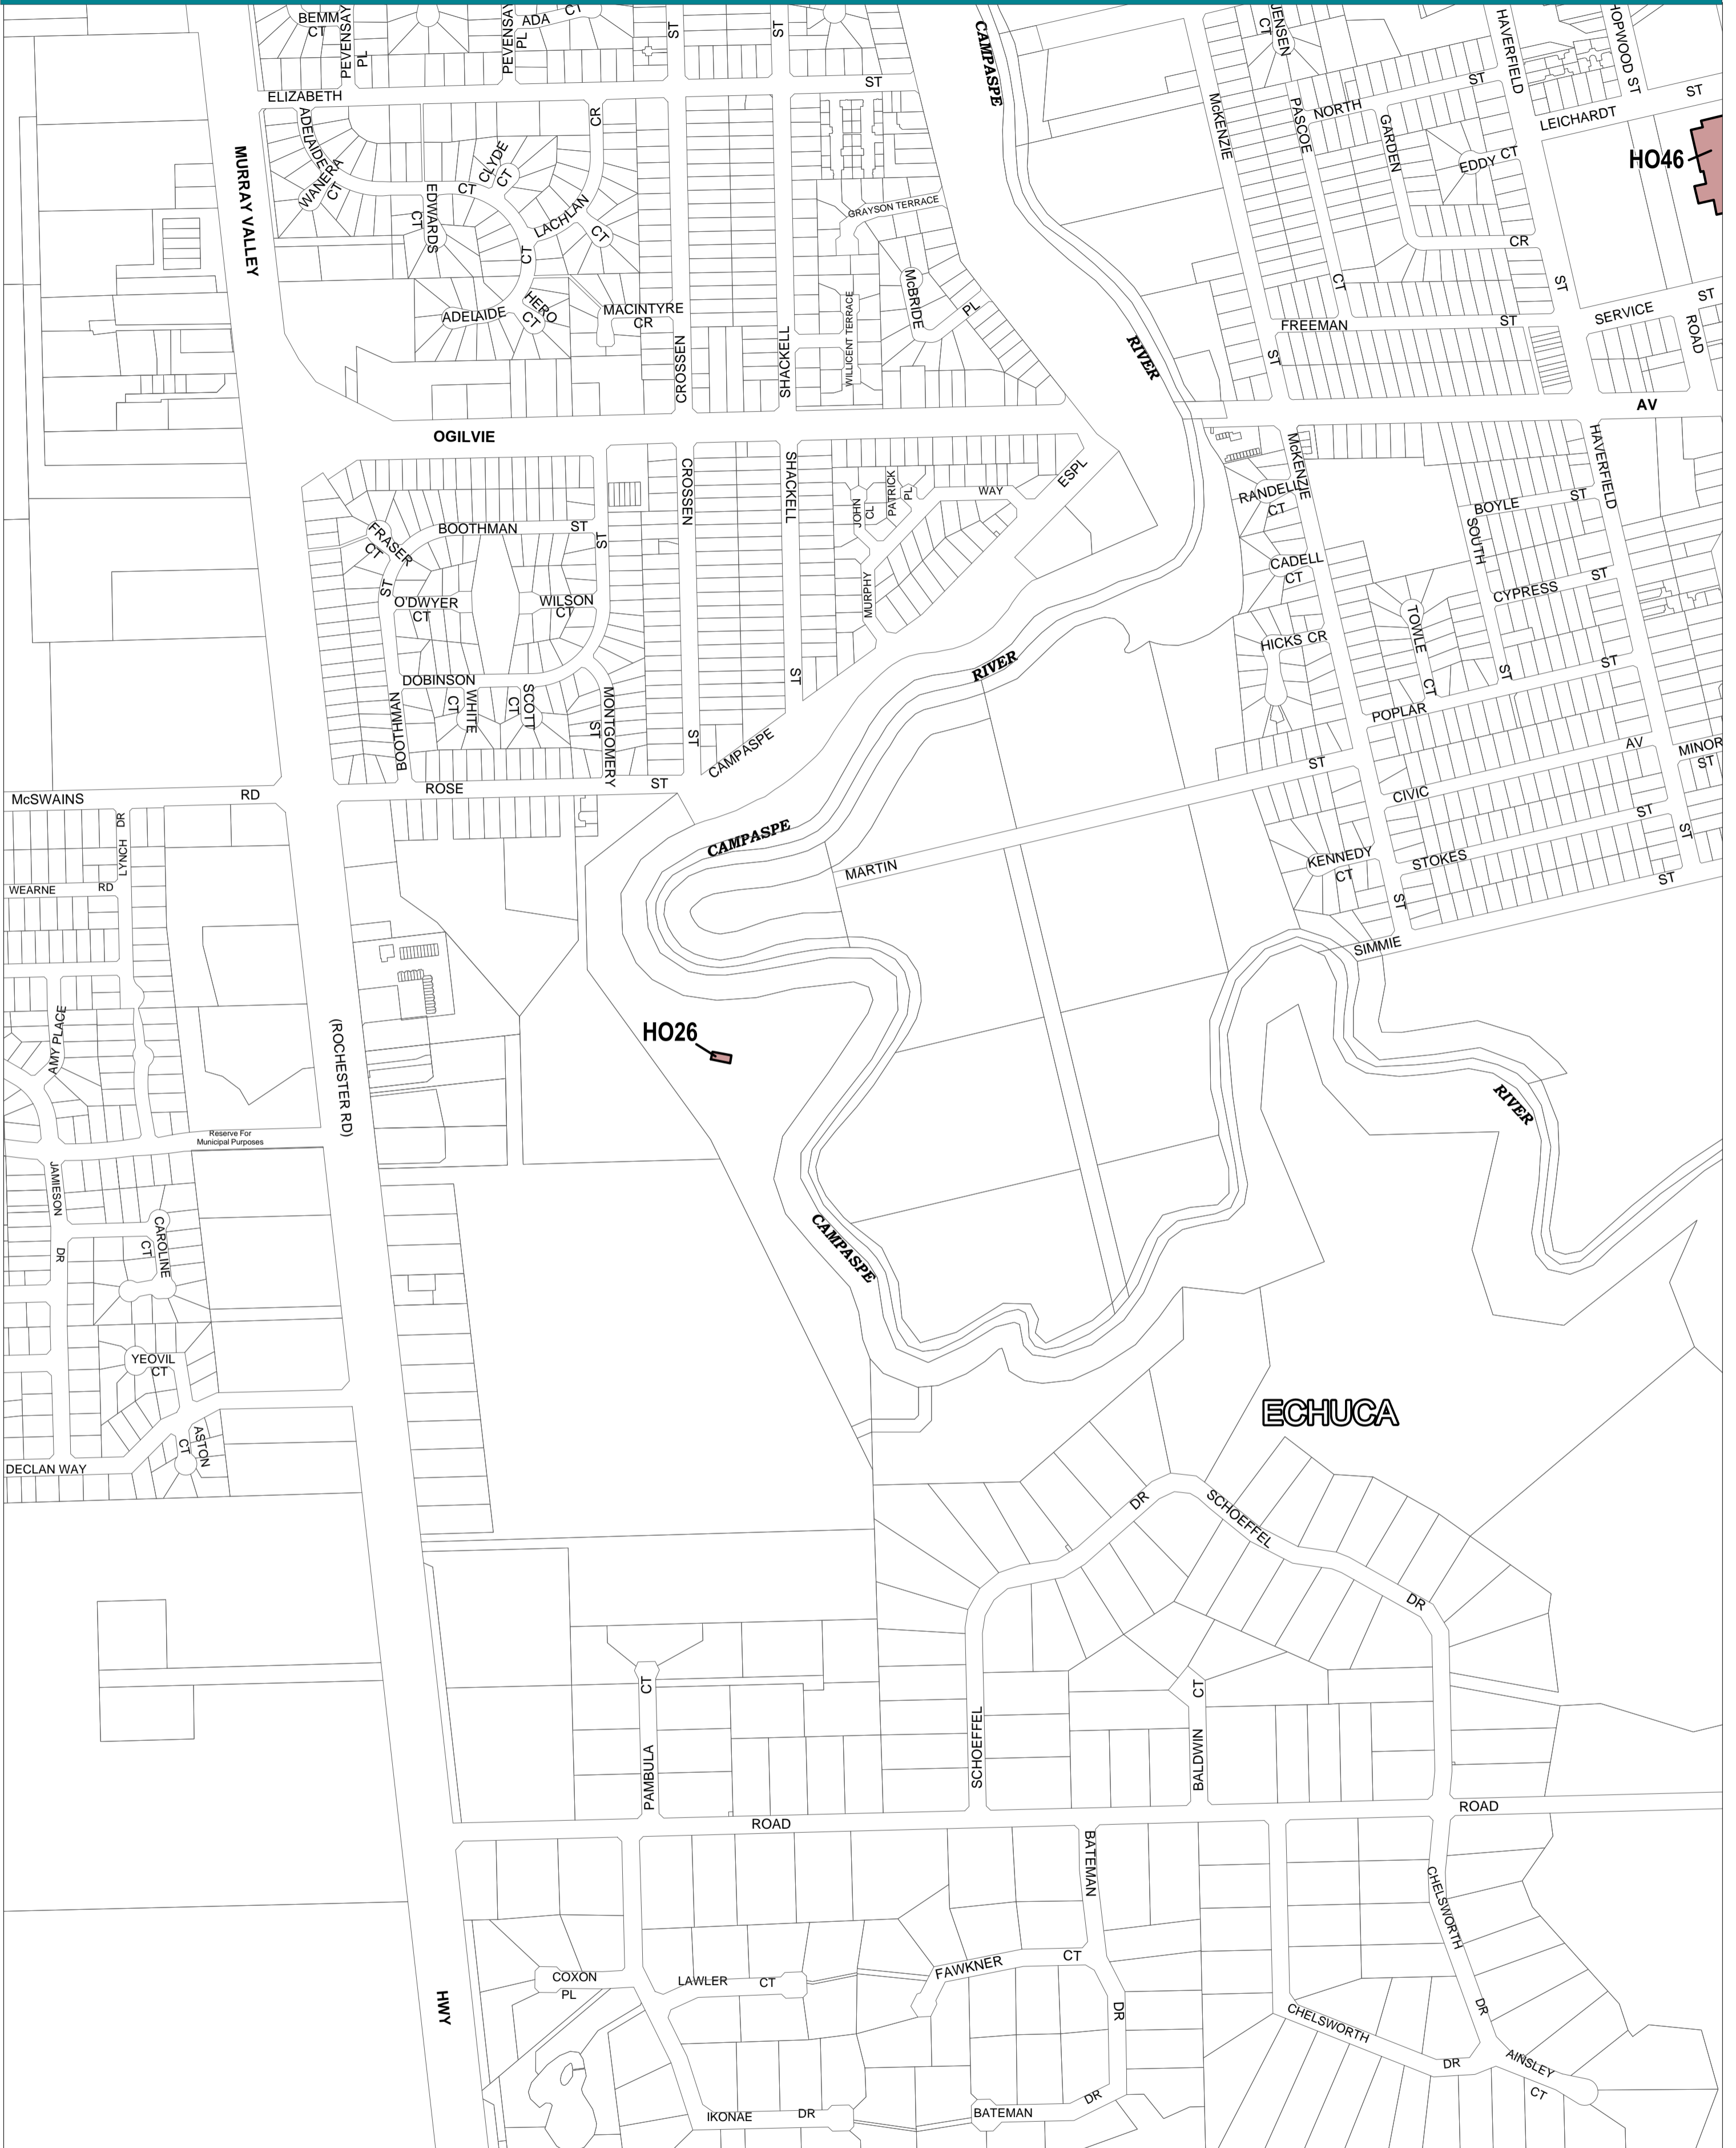 BEMM
CT
PEVENSAY
PL
PEVENSAY
PL
ADA
CT
ST
ST
ST
ELIZABETH
ADELAIDE
WANERA
CT
CLYDE
CT
CR
EDWARDS
CT
CT
LACHLAN
CT
CT
HERO
CT
ADELAIDE
MACINTYRE
CR
CROSSEN
SHACKELL
GRAYSON TERRACE
WILLICENT TERRACE
McBRIDE
PL
MURRAY VALLEY
CAMPASPE
RIVER
JENSEN
CT
McKENZIE
PASCOE
CT
NORTH
ST
GARDEN
EDDY CT
CR
HAVERFIELD
ST
HOPWOOD ST
LEICHARDT
ST
HO46
SERVICE
ST
ROAD
FREEMAN
ST
ST
AV
OGILVIE
CROSSEN
SHACKELL
JOHN
CL
PATRICK
PL
WAY
ESPL
MURPHY
FRASER
CT
BOOTHMAN
ST
ST
ST
O'DWYER
CT
WILSON
CT
DOBINSON
BOOTHMAN
WHITE
CT
SCOTT
CT
MONTGOMERY
ST
ST
ST
CAMPASPE
ROSE
ST
RIVER
McKENZIE
RANDELL
CT
CADELL
CT
HICKS CR
TOWLE
CT
SOUTH
ST
BOYLE
ST
HAVERFIELD
CYPRESS
ST
POPLAR
ST
CIVIC
AV
MINOR
ST
STOKES
ST
ST
SIMMIE
ST
ST
KENNEDY
CT
MARTIN
ST
CAMPASPE
McSWAINS
RD
LYNCH
DR
WEARNE
RD
AMY PLACE
(ROCHESTER RD)
Reserve For
Municipal Purposes
HO26
RIVER
CAMPASPE
JAMIESON
DR
CAROLINE
CT
YEOVIL
CT
ASTON
CT
DECLAN WAY
ECHUCA
DR
SCHOEFFEL
DR
SCHOEFFEL
PAMBULA
CT
BALDWIN
CT
ROAD
ROAD
BATEMAN
DR
CHELSWORTH
DR
COXON
PL
LAWLER
CT
FAWKNER
CT
HWY
CHELSWORTH
DR
AINSLEY
CT
IKONAE
DR
BATEMAN
DR